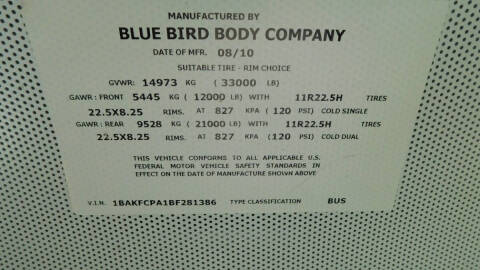 MANUFACTURED BY
BLUE BIRD BODY COMPANY
DATE OF MFR. 08/10
SUITABLE TIRE - RIM CHOICE
GVWR: 14973 KG ( 33000 LB)
GAWR : FRONT 5445 KG ( 12000 LB) WITH 11R22.5H TIRES
22.5X8.25 RIMS. AT 827 KPA ( 120 PSI) COLD SINGLE
GAWR : REAR 9528 KG ( 21000 LB) WITH 11R22.5H TIRES
22.5X8.25 RIMS. AT 827 KPA ( 120 PSI) COLD DUAL
THIS VEHICLE CONFORMS TO ALL APPLICABLE U.S.
FEDERAL MOTOR VEHICLE SAFETY STANDARDS IN
EFFECT ON THE DATE OF MANUFACTURE SHOWN ABOVE
V.I.N. 1BAKFCPA1BF281386 TYPE CLASSIFICATION BUS